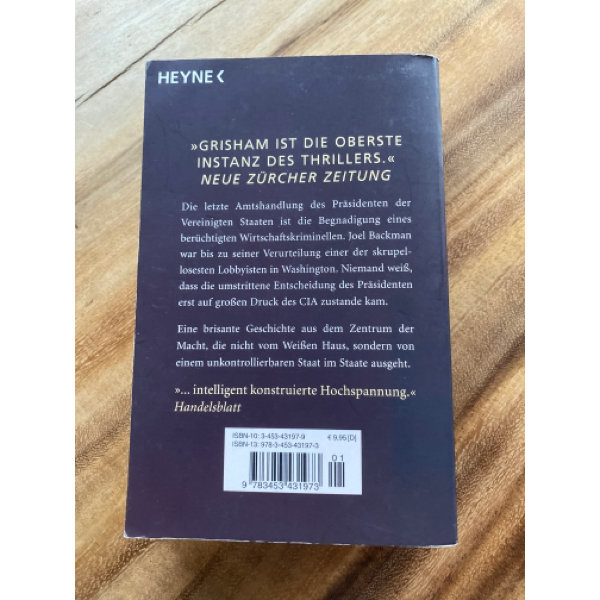 HEYNE
»GRISHAM IST DIE OBERSTE
INSTANZ DES THRILLERS.«
NEUE ZÜRCHER ZEITUNG
Die letzte Amtshandlung des Präsidenten der
Vereinigten Staaten ist die Begnadigung eines
berüchtigten Wirtschaftskriminellen. Joel Backman
war bis zu seiner Verurteilung einer der skrupel-
losesten Lobbyisten in Washington. Niemand weiß,
dass die umstrittene Entscheidung des Präsidenten
erst auf großen Druck des CIA zustande kam.
Eine brisante Geschichte aus dem Zentrum der
Macht, die nicht vom Weißen Haus, sondern von
einem unkontrollierbaren Staat im Staate ausgeht.
»... intelligent konstruierte Hochspannung.«
Handelsblatt
ISBN-10: 3-453-43197-9 € 9,95 [D]
ISBN-13: 978-3-453-43197-3
01
9 783453 431973